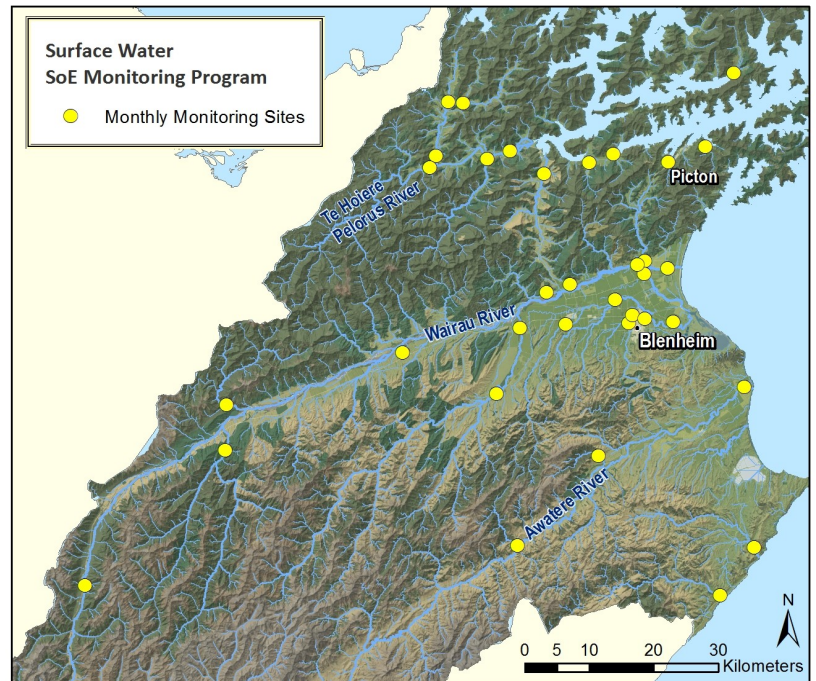 Surface Water
SoE Monitoring Program
Monthly Monitoring Sites
Te Hoiere
Pelorus River
Picton
Wairau River
Blenheim
Awatere River
N
0 5 10 20 30
Kilometers